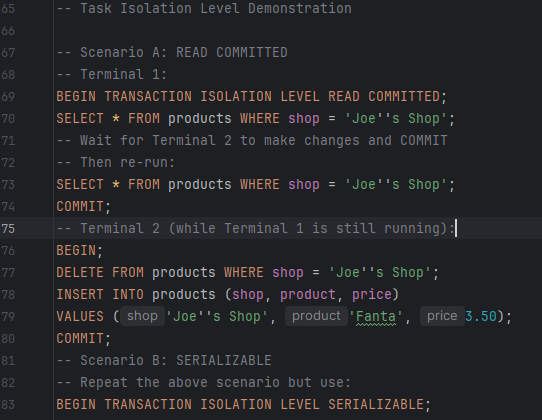 65 -- Task Isolation Level Demonstration
66
67 -- Scenario A: READ COMMITTED
68 -- Terminal 1:
69 BEGIN TRANSACTION ISOLATION LEVEL READ COMMITTED;
70 SELECT * FROM products WHERE shop = 'Joe''s Shop';
71 -- Wait for Terminal 2 to make changes and COMMIT
72 -- Then re-run:
73 SELECT * FROM products WHERE shop = 'Joe''s Shop';
74 COMMIT;
75 -- Terminal 2 (while Terminal 1 is still running):
76 BEGIN;
77 DELETE FROM products WHERE shop = 'Joe''s Shop';
78 INSERT INTO products (shop, product, price)
79 VALUES ( shop 'Joe''s Shop', product 'Fanta', price 3.50);
80 COMMIT;
81 -- Scenario B: SERIALIZABLE
82 -- Repeat the above scenario but use:
83 BEGIN TRANSACTION ISOLATION LEVEL SERIALIZABLE;